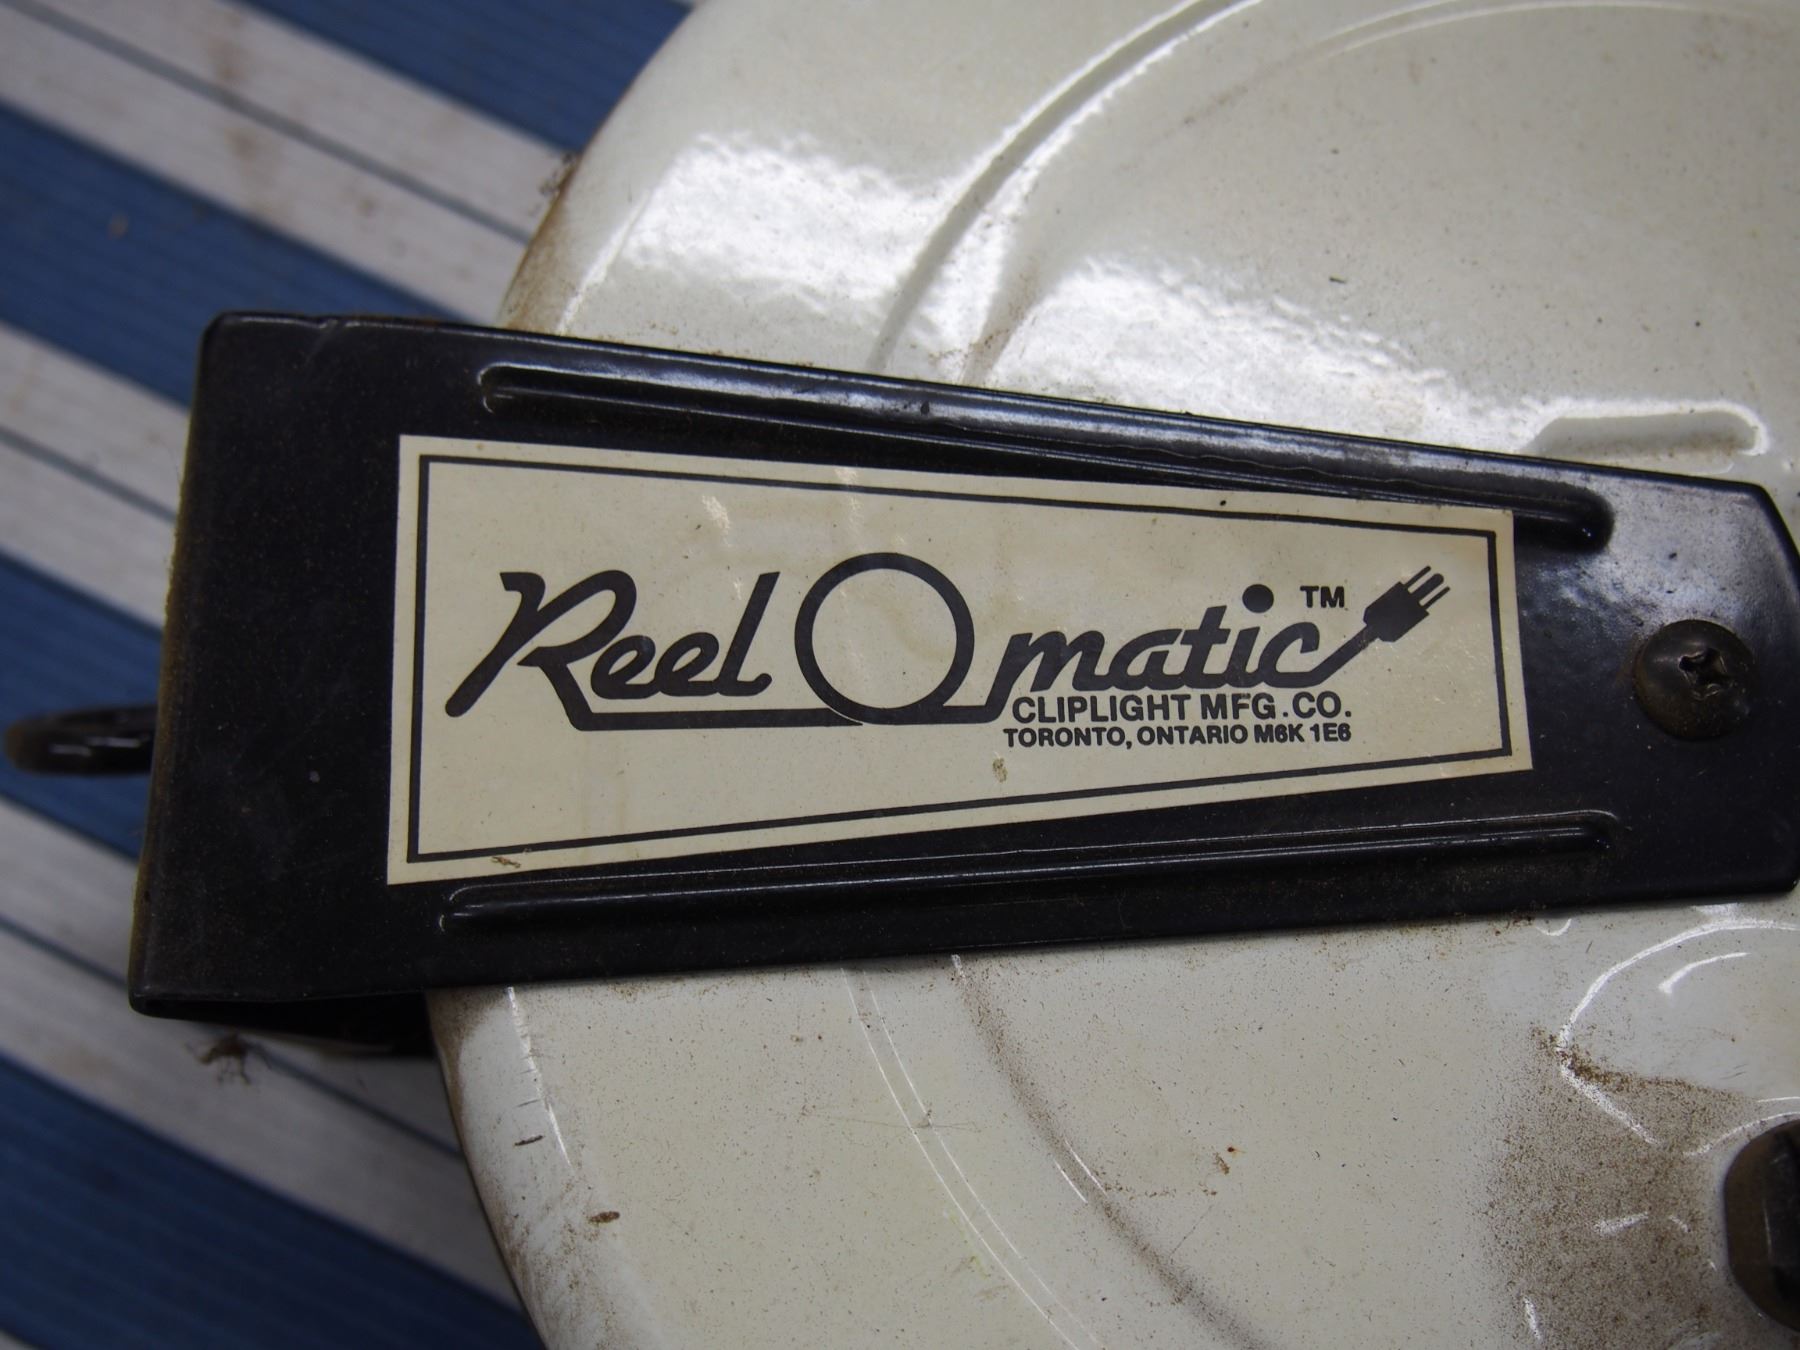 Reel O matic™
CLIPLIGHT MFG. CO.
TORONTO, ONTARIO M6K 1E6